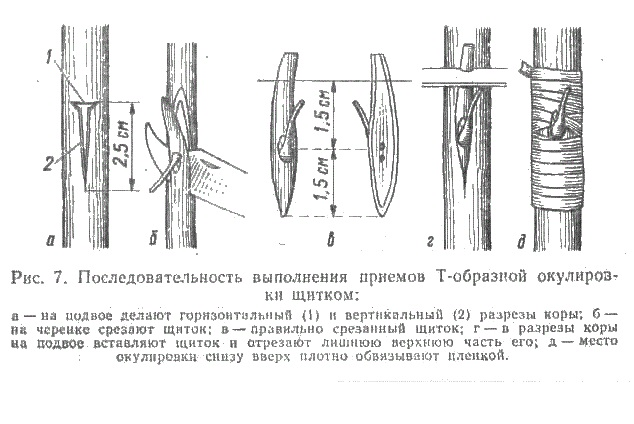 1
2
2,5 см
1,5 см
1,5 см
а б в г д
Рис. 7. Последовательность выполнения приемов Т-образной окулиров-
ки щитком:
а — на подвое делают горизонтальный (1) и вертикальный (2) разрезы коры; б —
на черенке срезают щиток; в — правильно срезанный щиток; г — в разрезы коры
на подвое вставляют щиток и отрезают лишнюю верхнюю часть его; д — место
окулировки снизу вверх плотно обвязывают пленкой.